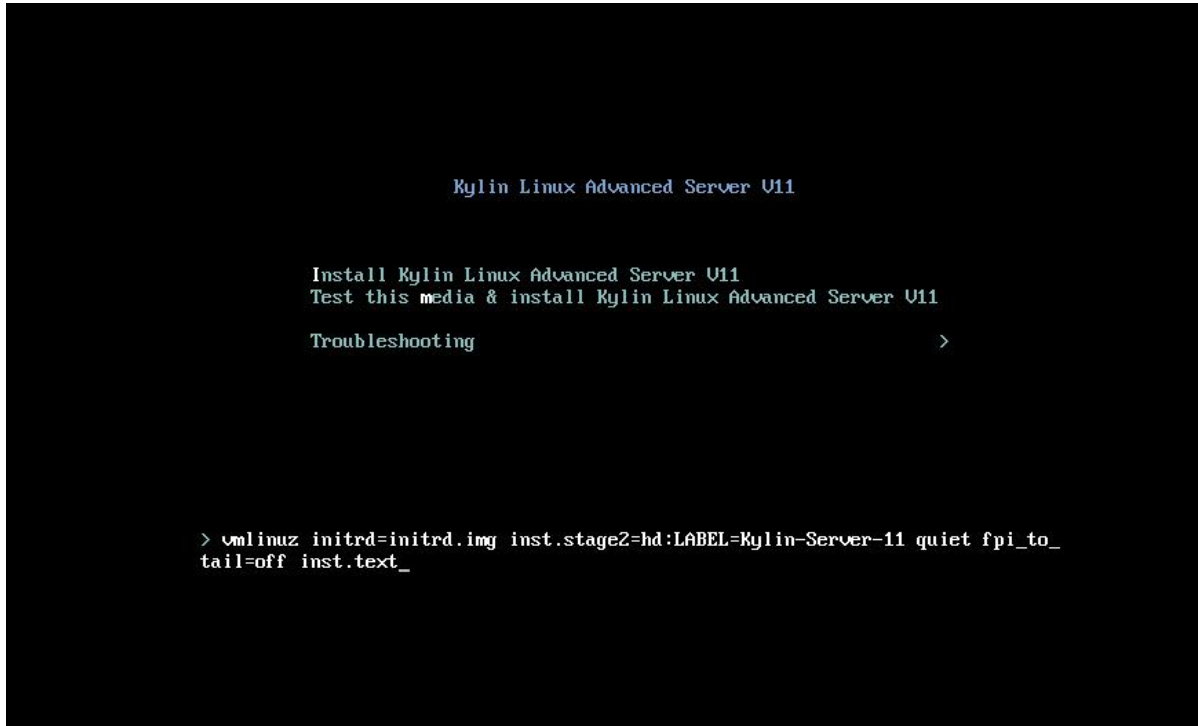 Kylin Linux Advanced Server V11
Install Kylin Linux Advanced Server V11
Test this media & install Kylin Linux Advanced Server V11
Troubleshooting >
> vmlinuz initrd=initrd.img inst.stage2=hd:LABEL=Kylin-Server-11 quiet fpi_to_
tail=off inst.text_